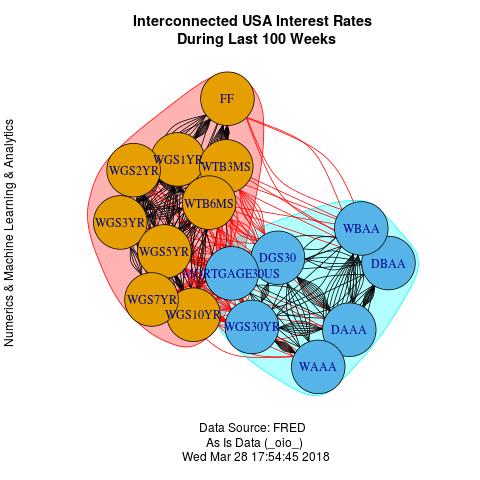 Interconnected USA Interest Rates
During Last 100 Weeks
Numerics & Machine Learning & Analytics
FF
WGS1YR
WGS2YR
WTB3MS
WTB6MS
WGS3YR
WBAA
WGS5YR
DGS30
DBAA
MORTGAGE30US
WGS7YR
WGS10YR
WGS30YR
DAAA
WAAA
Data Source: FRED
As Is Data (_oio_)
Wed Mar 28 17:54:45 2018